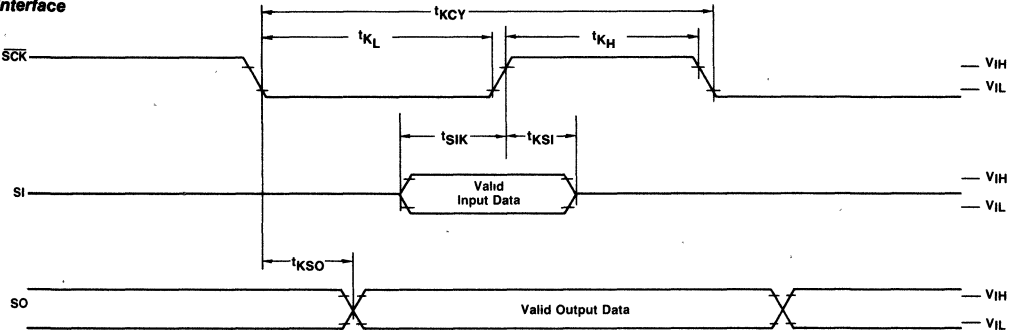 nterface
tKCY
tKL
tKH
SCK
VIH
VIL
tSIK
tKSI
SI
Valid
Input Data
VIH
VIL
tKSO
SO
Valid Output Data
VIH
VIL